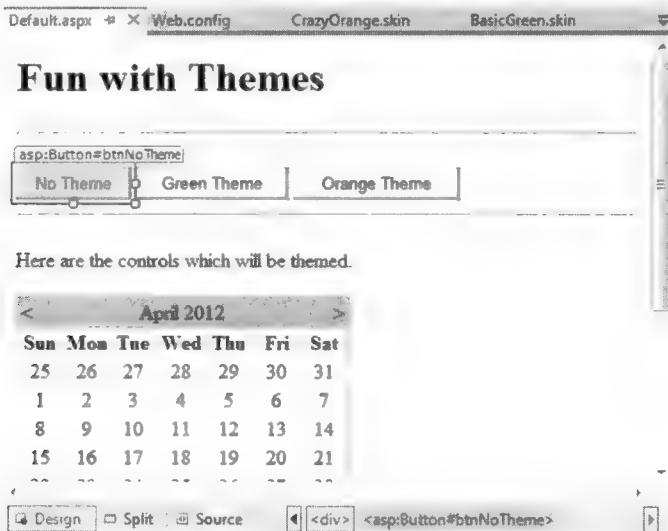 Default.aspx Web.config CrazyOrange.skin BasicGreen.skin
Fun with Themes
asp:Button#btnNoTheme
No Theme Green Theme Orange Theme
Here are the controls which will be themed.
< April 2012 >
Sun Mon Tue Wed Thu Fri Sat
25 26 27 28 29 30 31
1 2 3 4 5 6 7
8 9 10 11 12 13 14
15 16 17 18 19 20 21
Design Split Source <div> <asp:Button#btnNoTheme>